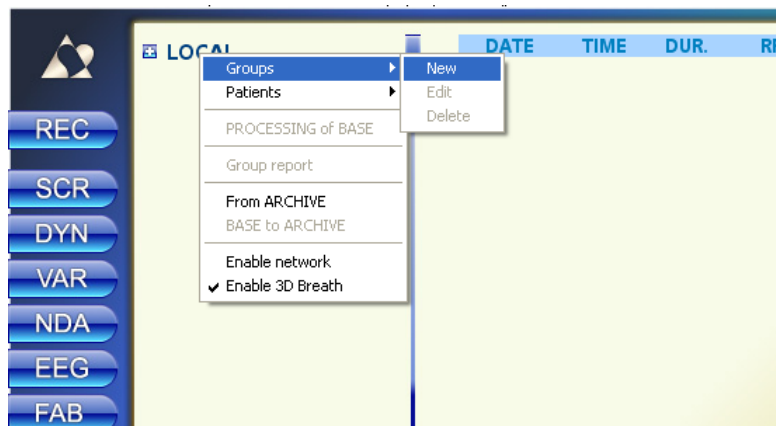 LOCAL
DATE TIME DUR.
Groups
New
Patients
Edit
Delete
PROCESSING of BASE
Group report
From ARCHIVE
BASE to ARCHIVE
Enable network
Enable 3D Breath
REC
SCR
DYN
VAR
NDA
EEG
FAB